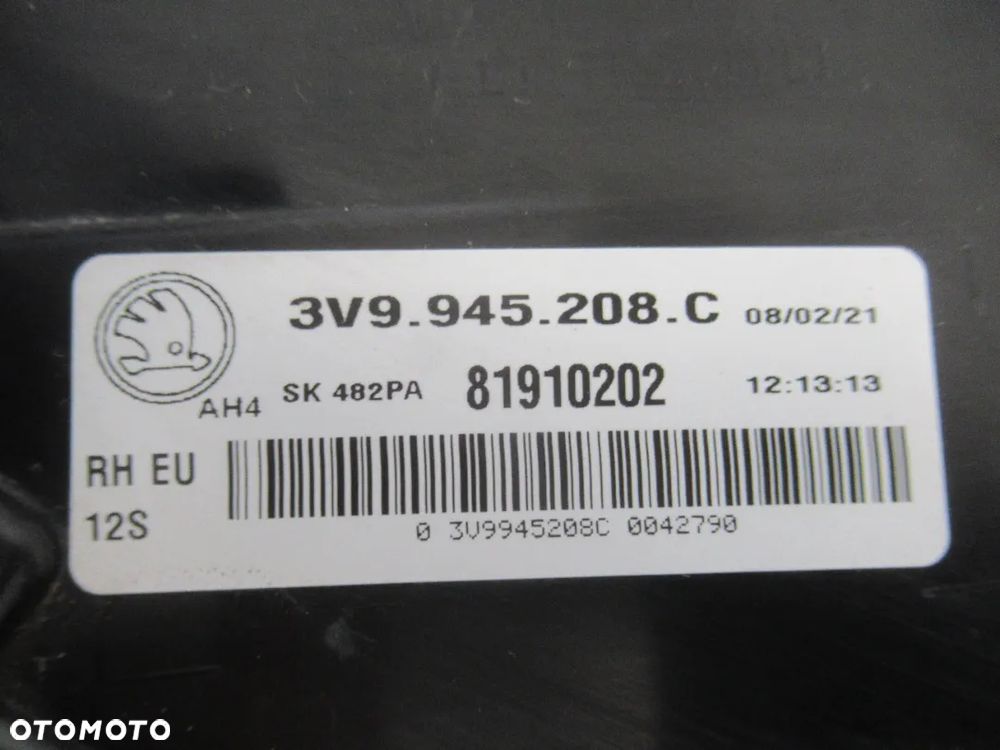 3V9.945.208.C 08/02/21
AH4 SK 482PA 81910202 12:13:13
RH EU
12S
0 3V9945208C 0042790
OTOMOTO